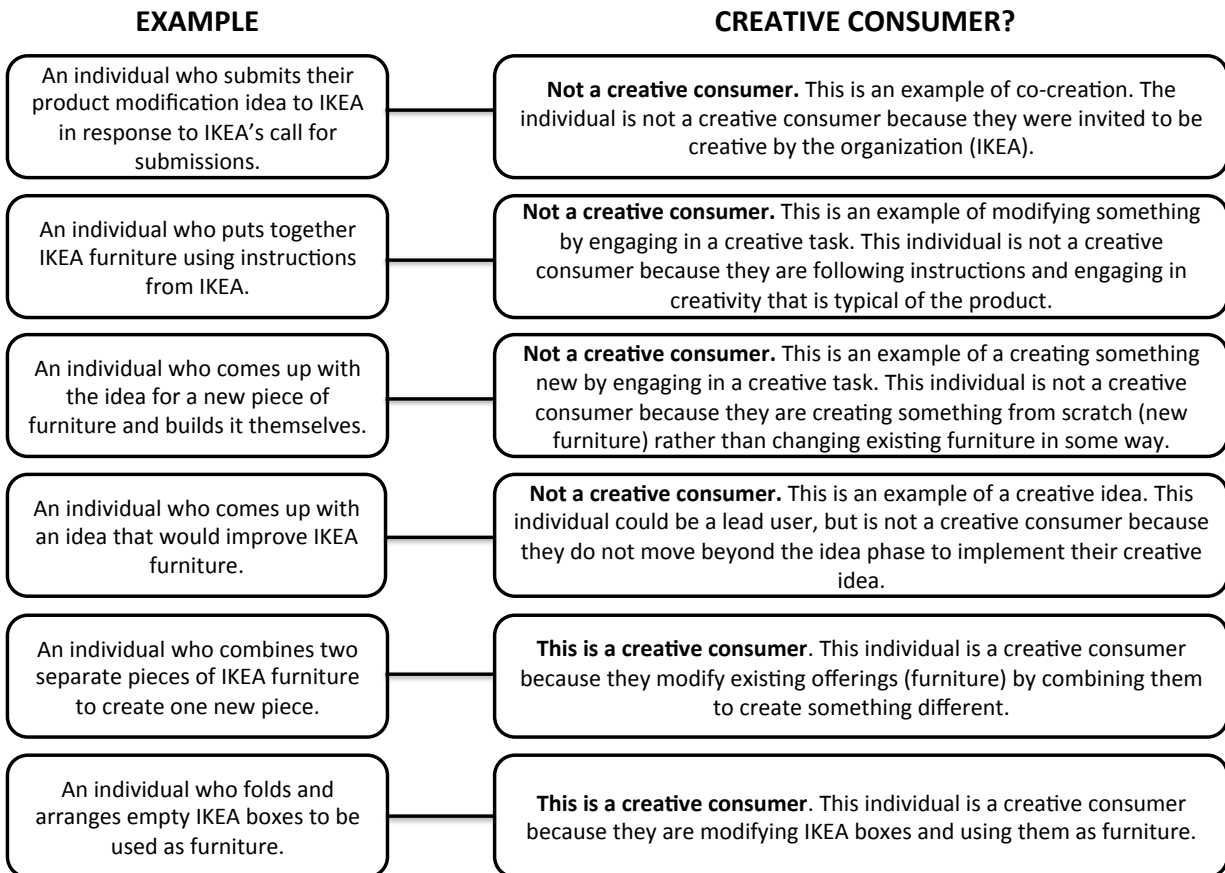 EXAMPLE
CREATIVE CONSUMER?
An individual who submits their
product modification idea to IKEA
in response to IKEA’s call for
submissions.
Not a creative consumer. This is an example of co-creation. The
individual is not a creative consumer because they were invited to be
creative by the organization (IKEA).
An individual who puts together
IKEA furniture using instructions
from IKEA.
Not a creative consumer. This is an example of modifying something
by engaging in a creative task. This individual is not a creative
consumer because they are following instructions and engaging in
creativity that is typical of the product.
An individual who comes up with
the idea for a new piece of
furniture and builds it themselves.
Not a creative consumer. This is an example of a creating something
new by engaging in a creative task. This individual is not a creative
consumer because they are creating something from scratch (new
furniture) rather than changing existing furniture in some way.
An individual who comes up with
an idea that would improve IKEA
furniture.
Not a creative consumer. This is an example of a creative idea. This
individual could be a lead user, but is not a creative consumer because
they do not move beyond the idea phase to implement their creative
idea.
An individual who combines two
separate pieces of IKEA furniture
to create one new piece.
This is a creative consumer. This individual is a creative consumer
because they modify existing offerings (furniture) by combining them
to create something different.
An individual who folds and
arranges empty IKEA boxes to be
used as furniture.
This is a creative consumer. This individual is a creative consumer
because they are modifying IKEA boxes and using them as furniture.